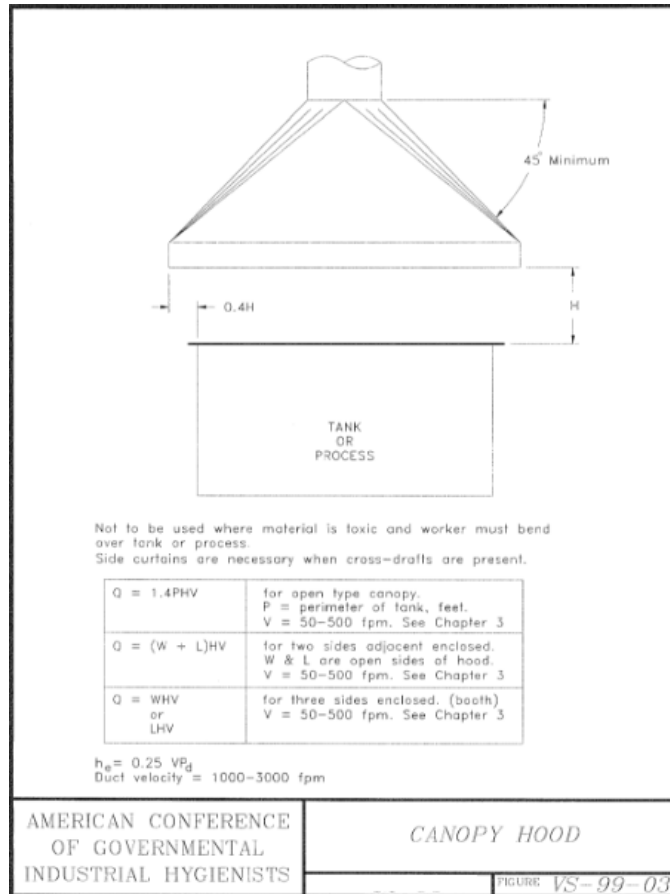 45° Minimum
0.4H
H
TANK
OR
PROCESS
Not to be used where material is toxic and worker must bend
over tank or process.
Side curtains are necessary when cross-drafts are present.
Q = 1.4PHV
for open type canopy.
P = perimeter of tank, feet.
V = 50-500 fpm. See Chapter 3
Q = (W + L)HV
for two sides adjacent enclosed.
W & L are open sides of hood.
V = 50-500 fpm. See Chapter 3
Q = WHV
or
LHV
for three sides enclosed. (booth)
V = 50-500 fpm. See Chapter 3
hₑ= 0.25 VP_d
Duct velocity = 1000-3000 fpm
AMERICAN CONFERENCE
OF GOVERNMENTAL
INDUSTRIAL HYGIENISTS
CANOPY HOOD
FIGURE VS-99-03